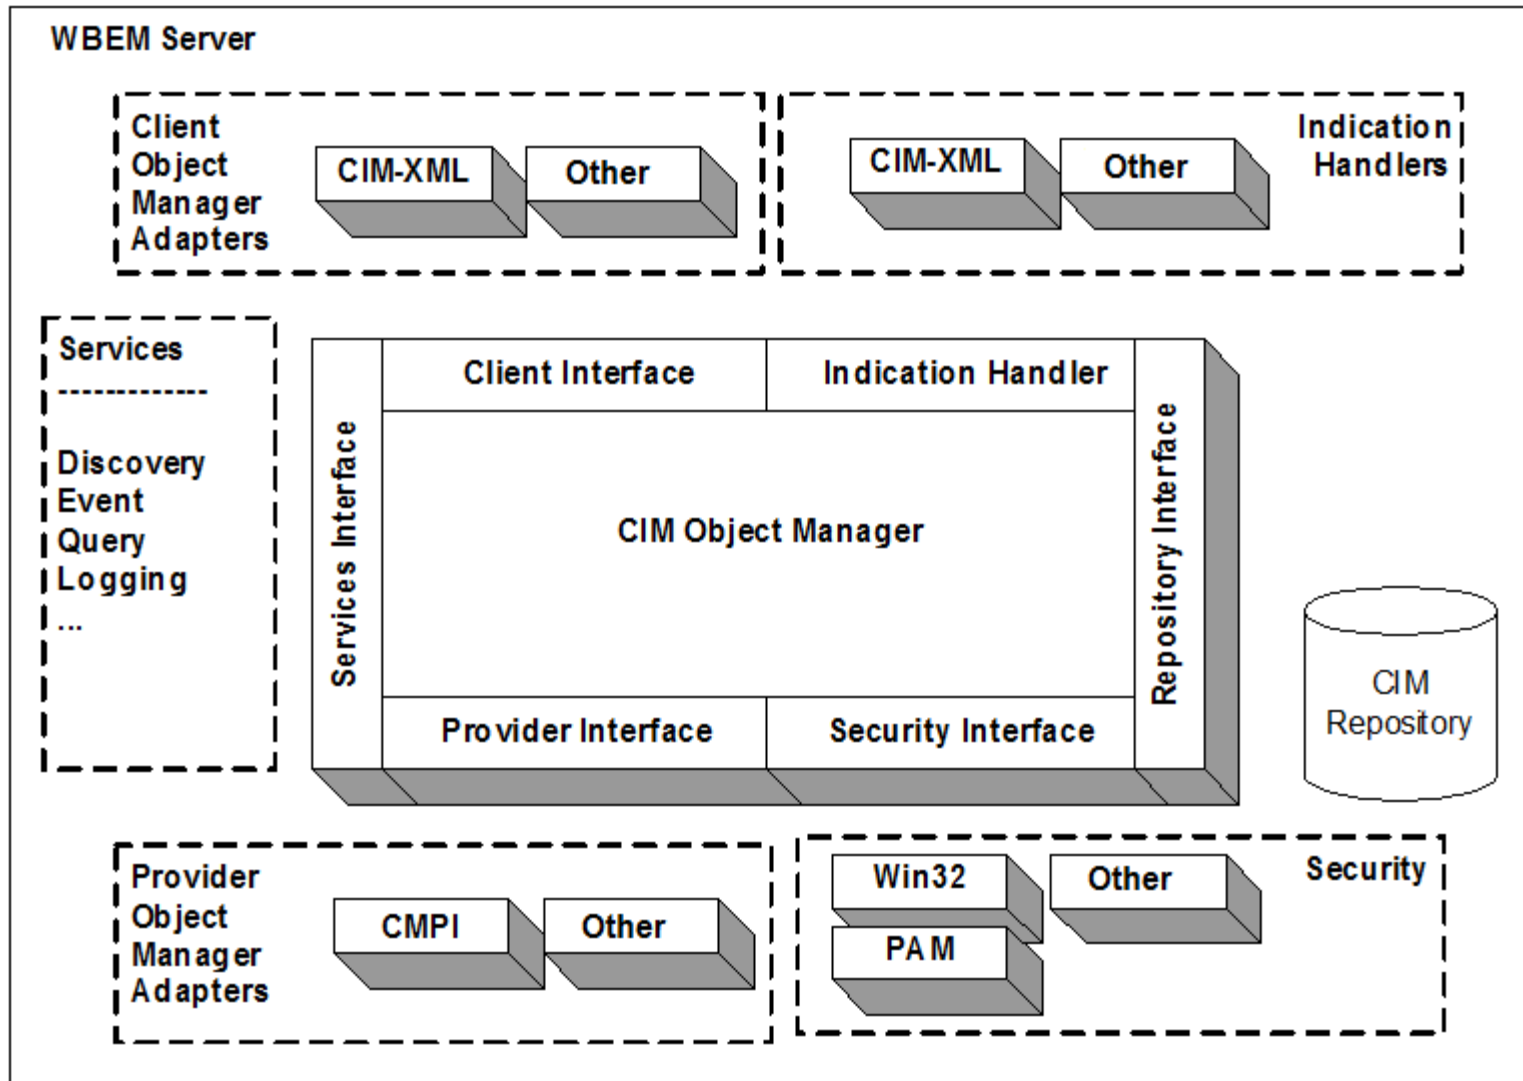 WBEM Server
Client
Object
Manager
Adapters
CIM-XML
Other
CIM-XML
Other
Indication
Handlers
Services
-------------
Discovery
Event
Query
Logging
...
Services Interface
Client Interface
Indication Handler
CIM Object Manager
Provider Interface
Security Interface
Repository Interface
CIM
Repository
Provider
Object
Manager
Adapters
CMPI
Other
Win32
PAM
Other
Security